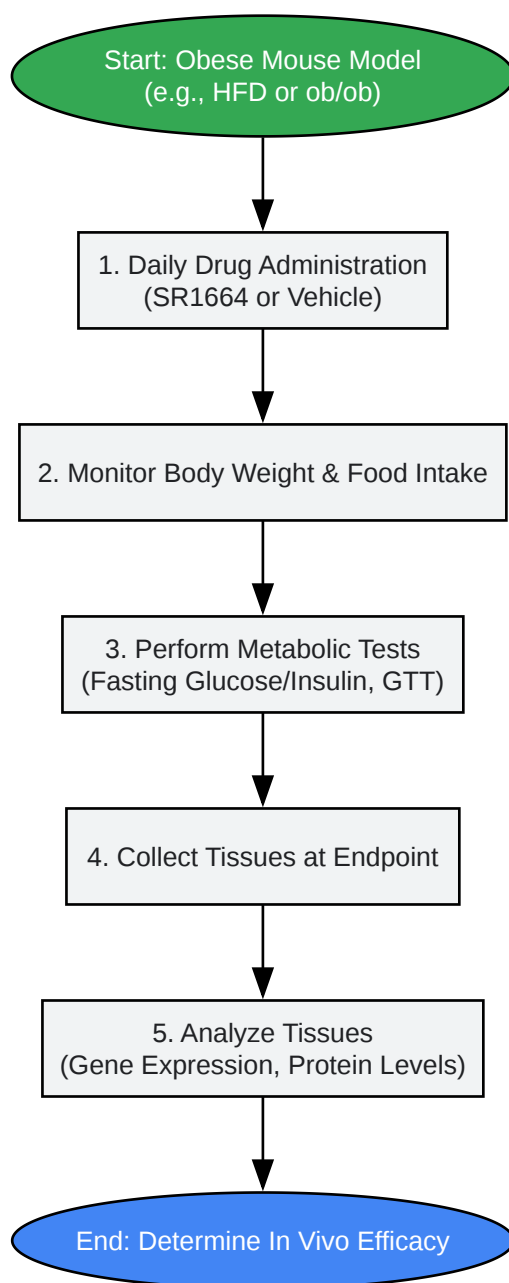 Start: Obese Mouse Model
(e.g., HFD or ob/ob)
1. Daily Drug Administration
(SR1664 or Vehicle)
2. Monitor Body Weight & Food Intake
3. Perform Metabolic Tests
(Fasting Glucose/Insulin, GTT)
4. Collect Tissues at Endpoint
5. Analyze Tissues
(Gene Expression, Protein Levels)
End: Determine In Vivo Efficacy